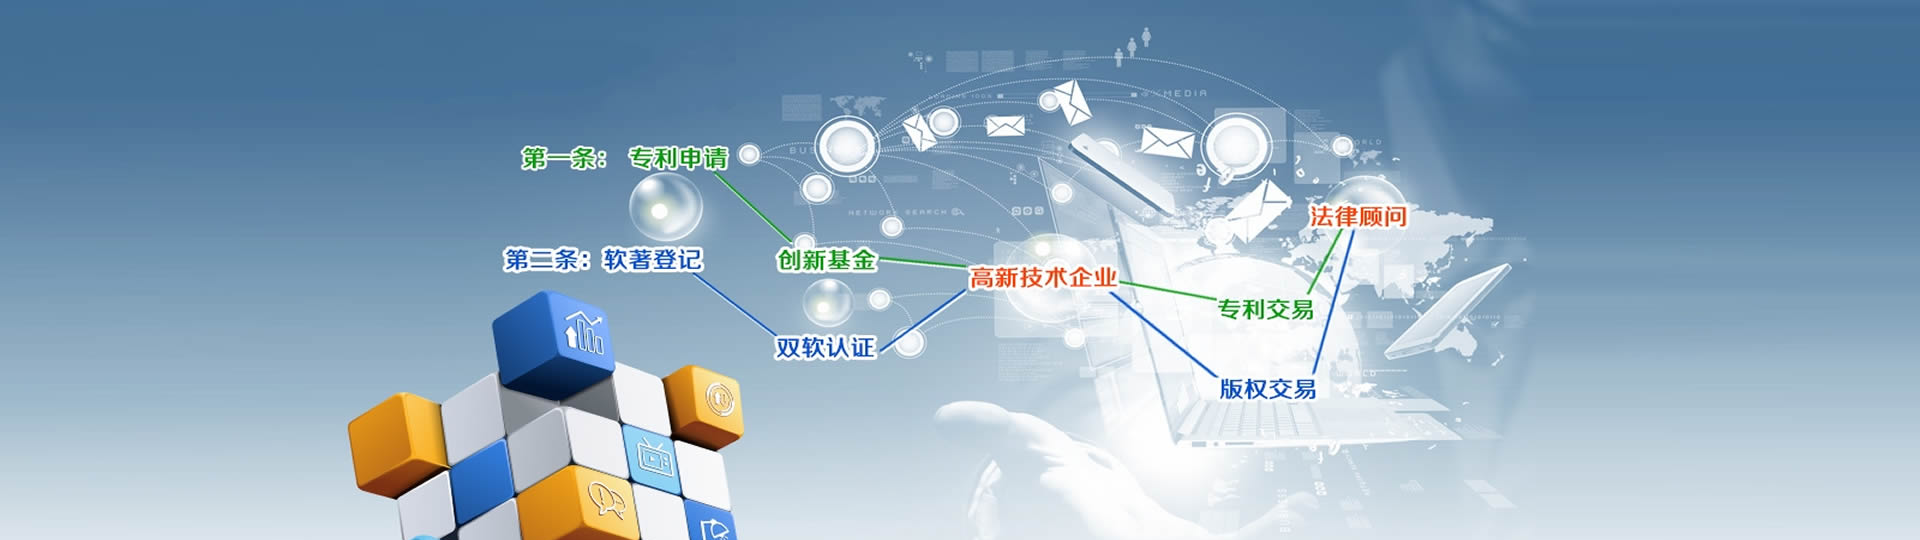 MEDIA
第一条： 专利申请
法律顾问
NETWORK SEARCH
第二条：软著登记
创新基金
高新技术企业
专利交易
双软认证
版权交易